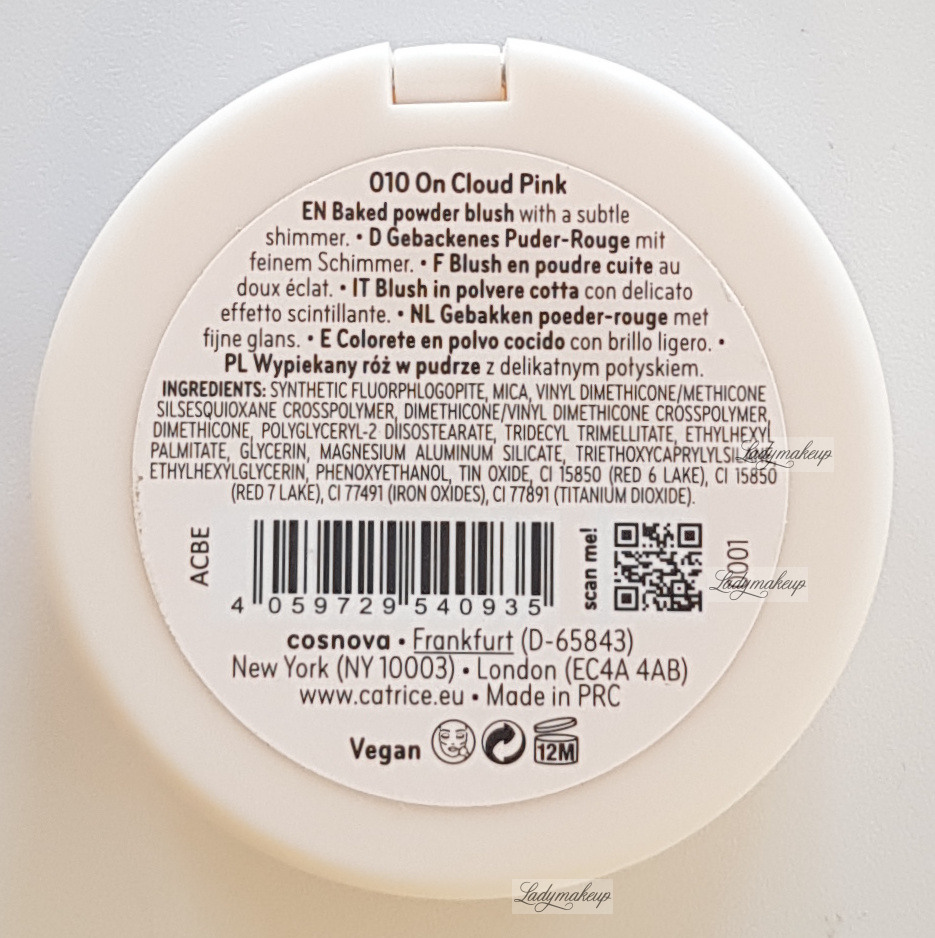 010 On Cloud Pink
EN Baked powder blush with a subtle
shimmer. • D Gebackenes Puder-Rouge mit
feinem Schimmer. • F Blush en poudre cuite au
doux éclat. • IT Blush in polvere cotta con delicato
effetto scintillante. • NL Gebakken poeder-rouge met
fijne glans. • E Colorete en polvo cocido con brillo ligero. •
PL Wypiekany róż w pudrze z delikatnym połyskiem.
INGREDIENTS: SYNTHETIC FLUORPHLOGOPITE, MICA, VINYL DIMETHICONE/METHICONE
SILSESQUIOXANE CROSSPOLYMER, DIMETHICONE/VINYL DIMETHICONE CROSSPOLYMER,
DIMETHICONE, POLYGLYCERYL-2 DIISOSTEARATE, TRIDECYL TRIMELLITATE, ETHYLHEXYL
PALMITATE, GLYCERIN, MAGNESIUM ALUMINUM SILICATE,
Ladymakeup
ETHYLHEXYLGLYCERIN, PHENOXYETHANOL, TIN OXIDE, CI 15850 (RED 6 LAKE), CI 15850
(RED 7 LAKE), CI 77491 (IRON OXIDES), CI 77891 (TITANIUM DIOXIDE).
ACBE
4 059729 540935
scan me!
Ladymakeup
cosnova • Frankfurt (D-65843)
New York (NY 10003) • London (EC4A 4AB)
www.catrice.eu • Made in PRC
Vegan
12M
Ladymakeup